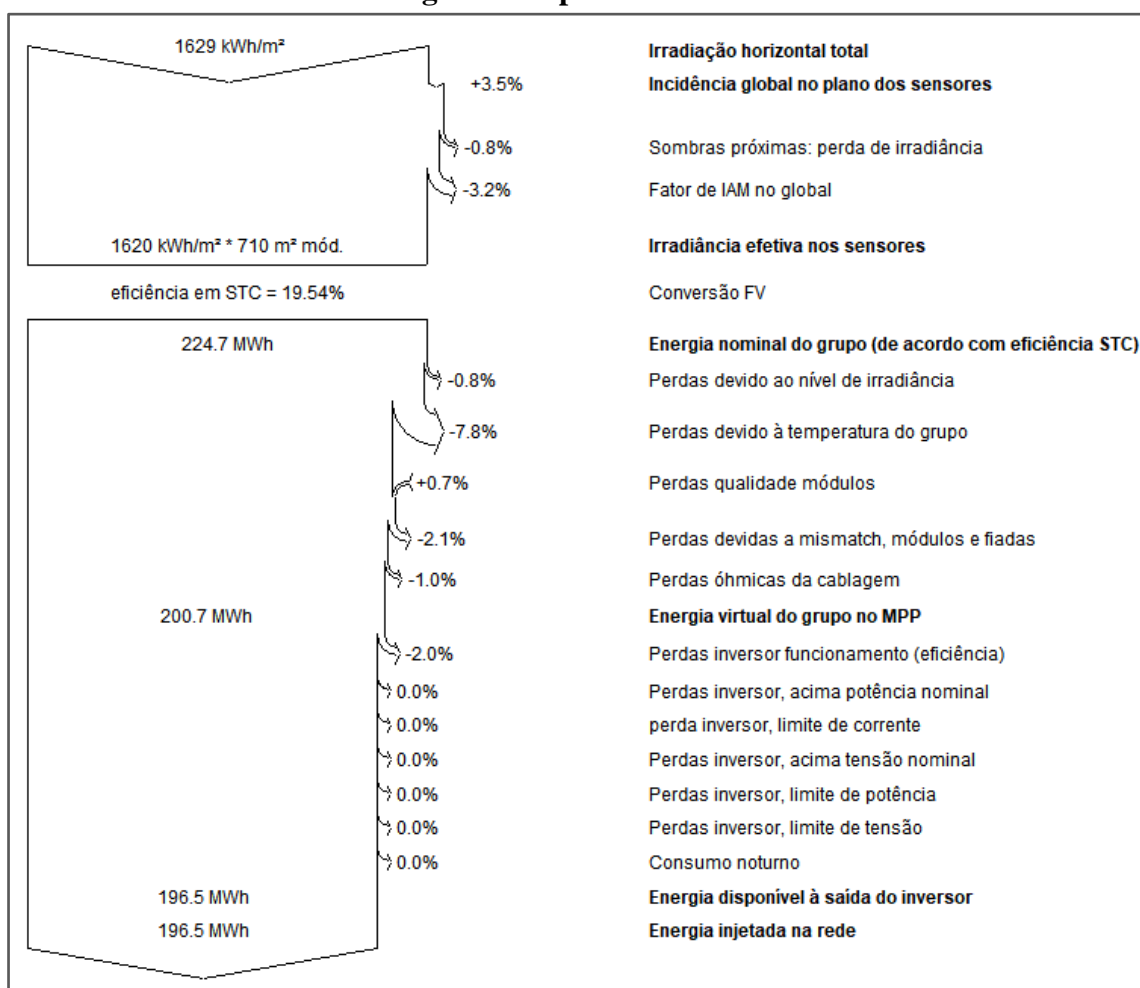 1629 kWh/m² Irradiação horizontal total
+3.5% Incidência global no plano dos sensores
-0.8% Sombras próximas: perda de irradiância
-3.2% Fator de IAM no global
1620 kWh/m² * 710 m² mód. Irradiância efetiva nos sensores
eficiência em STC = 19.54% Conversão FV
224.7 MWh Energia nominal do grupo (de acordo com eficiência STC)
-0.8% Perdas devido ao nível de irradiância
-7.8% Perdas devido à temperatura do grupo
+0.7% Perdas qualidade módulos
-2.1% Perdas devidas a mismatch, módulos e fiadas
-1.0% Perdas óhmicas da cablagem
200.7 MWh Energia virtual do grupo no MPP
-2.0% Perdas inversor funcionamento (eficiência)
0.0% Perdas inversor, acima potência nominal
0.0% perda inversor, limite de corrente
0.0% Perdas inversor, acima tensão nominal
0.0% Perdas inversor, limite de potência
0.0% Perdas inversor, limite de tensão
0.0% Consumo noturno
196.5 MWh Energia disponível à saída do inversor
196.5 MWh Energia injetada na rede